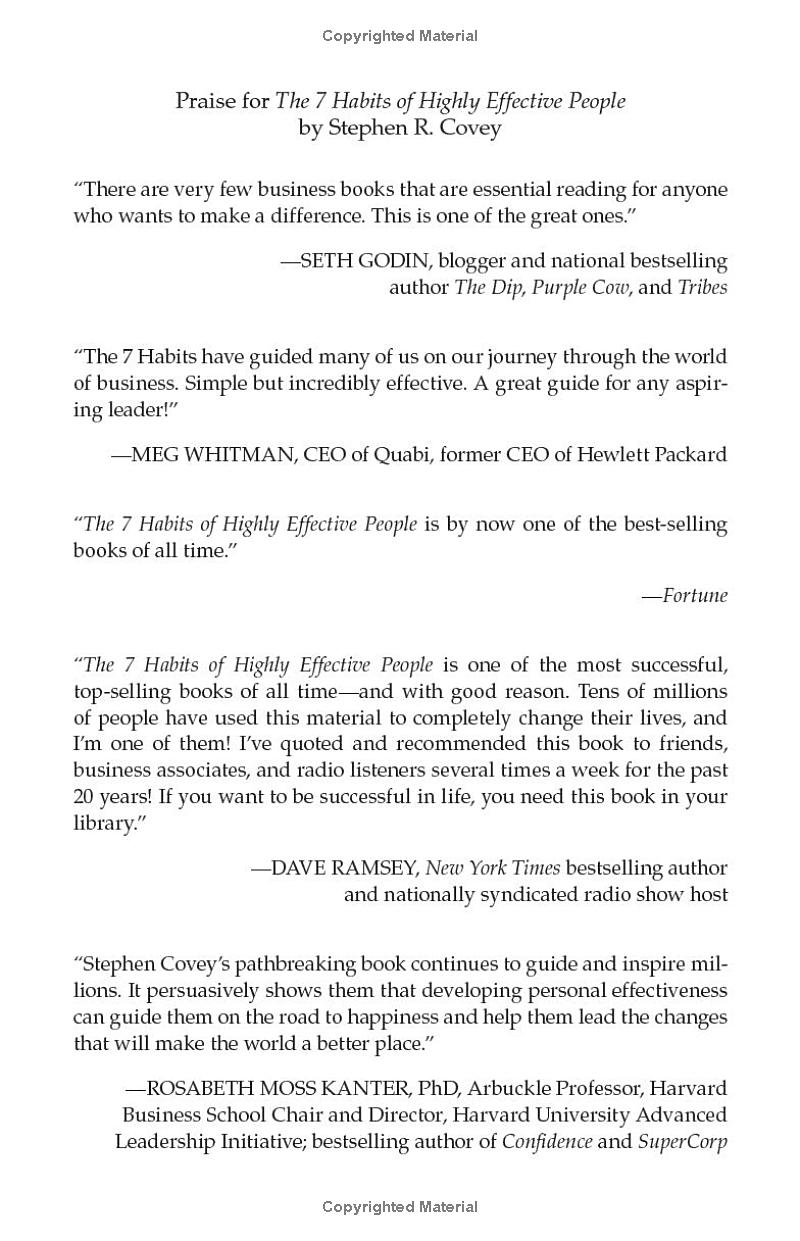 Copyrighted Material
Praise for The 7 Habits of Highly Effective People
by Stephen R. Covey
“There are very few business books that are essential reading for anyone
who wants to make a difference. This is one of the great ones.”
—SETH GODIN, blogger and national bestselling
author The Dip, Purple Cow, and Tribes
“The 7 Habits have guided many of us on our journey through the world
of business. Simple but incredibly effective. A great guide for any aspir-
ing leader!”
—MEG WHITMAN, CEO of Quabi, former CEO of Hewlett Packard
“The 7 Habits of Highly Effective People is by now one of the best-selling
books of all time.”
—Fortune
“The 7 Habits of Highly Effective People is one of the most successful,
top-selling books of all time—and with good reason. Tens of millions
of people have used this material to completely change their lives, and
I’m one of them! I’ve quoted and recommended this book to friends,
business associates, and radio listeners several times a week for the past
20 years! If you want to be successful in life, you need this book in your
library.”
—DAVE RAMSEY, New York Times bestselling author
and nationally syndicated radio show host
“Stephen Covey’s pathbreaking book continues to guide and inspire mil-
lions. It persuasively shows them that developing personal effectiveness
can guide them on the road to happiness and help them lead the changes
that will make the world a better place.”
—ROSABETH MOSS KANTER, PhD, Arbuckle Professor, Harvard
Business School Chair and Director, Harvard University Advanced
Leadership Initiative; bestselling author of Confidence and SuperCorp
Copyrighted Material